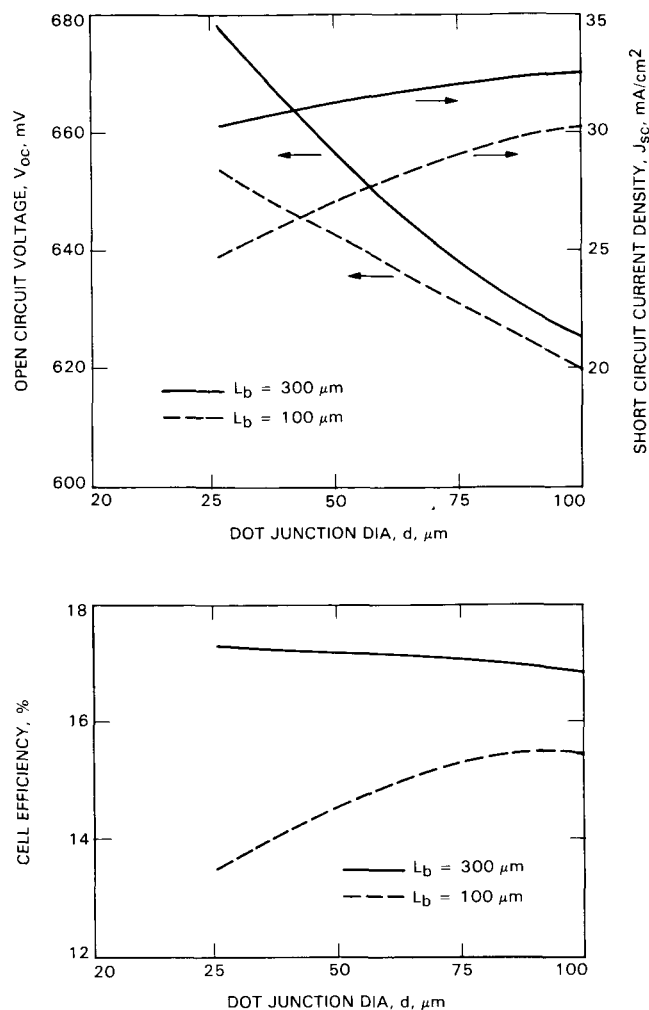 680
660
640
620
600
OPEN CIRCUIT VOLTAGE, Voc, mV
35
30
25
20
SHORT CIRCUIT CURRENT DENSITY, Jsc, mA/cm²
Lb = 300 μm
Lb = 100 μm
20 25 50 75 100
DOT JUNCTION DIA, d, μm
18
16
14
12
CELL EFFICIENCY, %
Lb = 300 μm
Lb = 100 μm
20 25 50 75 100
DOT JUNCTION DIA, d, μm